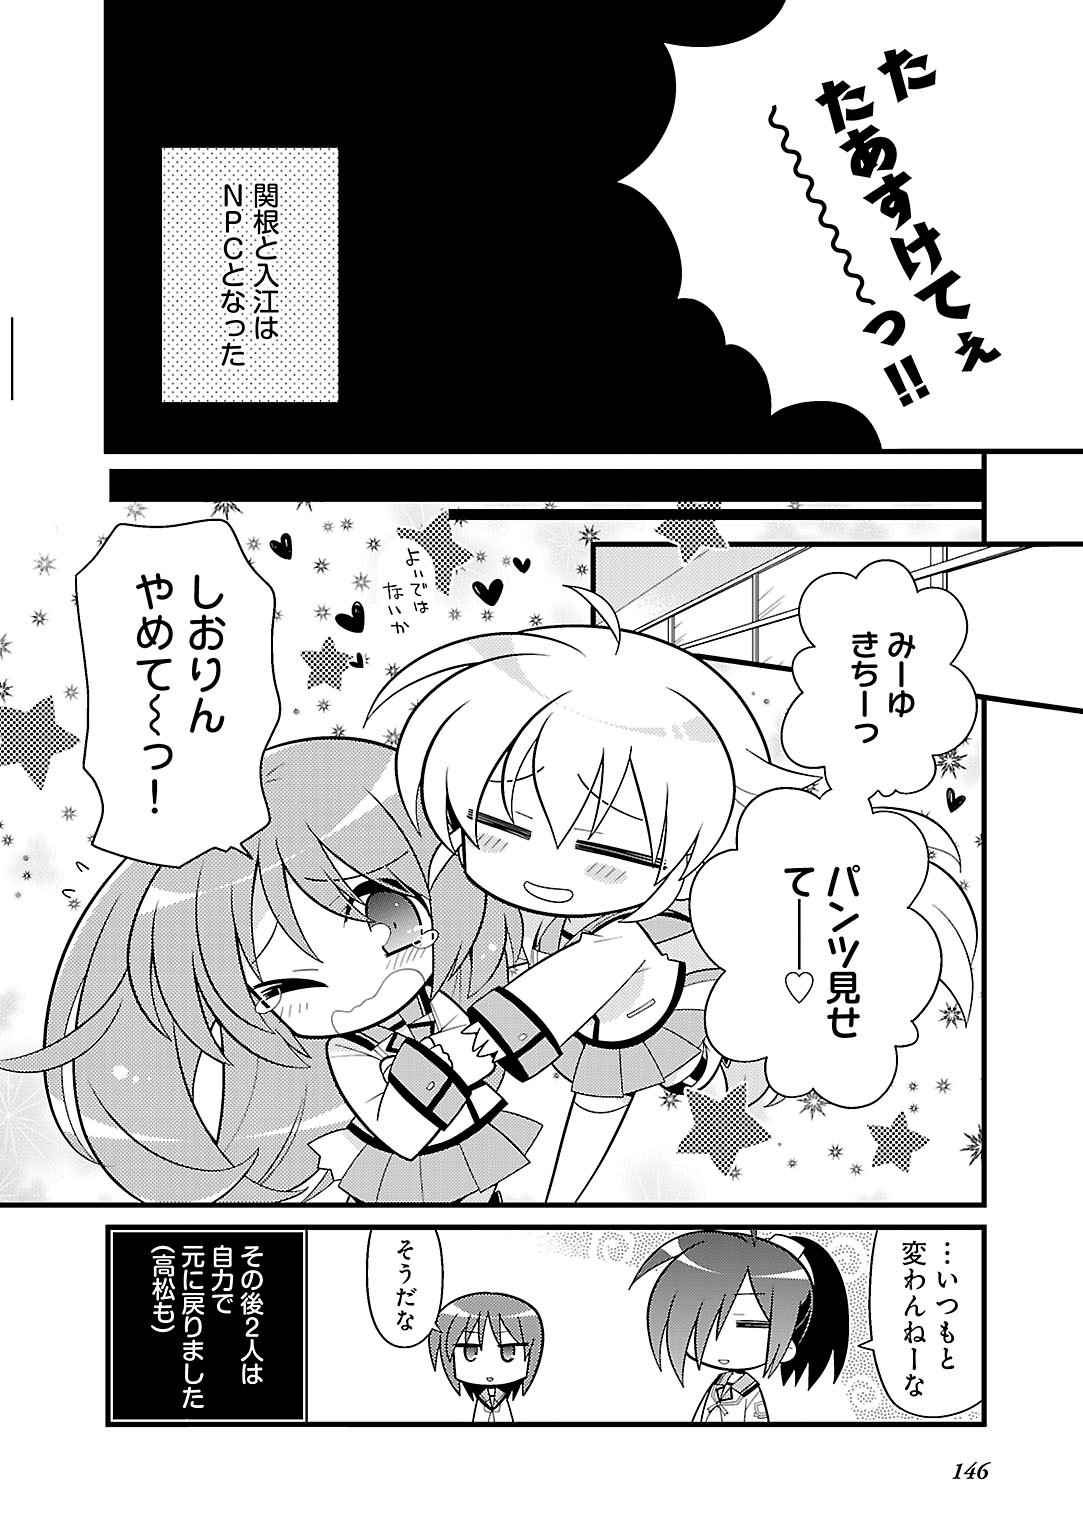 た
たあすけてぇ
～～～っ!!
関根と入江は
NPCとなった
みーゆ
きちーっ
パンツ見せ
てー♡
よいでは
ないか
しおりん
やめて～っ！
…いつもと
変わんねーな
そうだな
その後2人は
自力で
元に戻りました
(高松も)
146